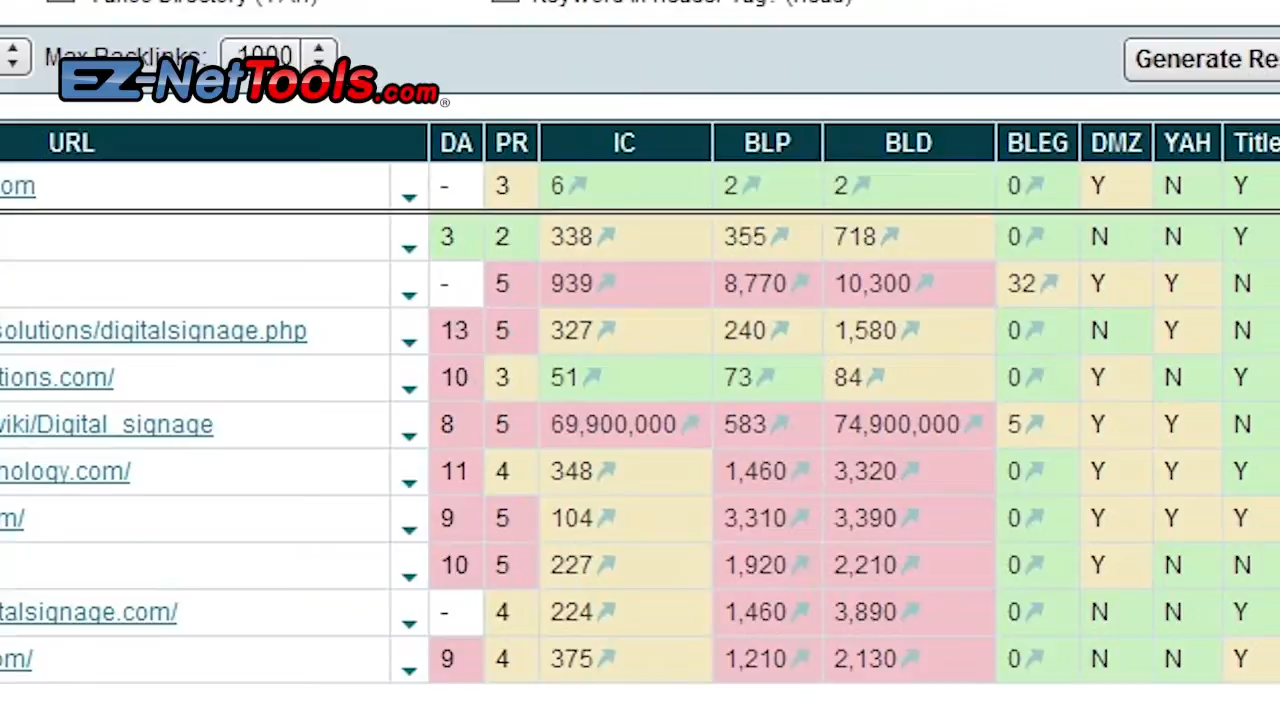 Max Backlinks: 1000
Generate Re
EZ-NetTools.com®
URL DA PR IC BLP BLD BLEG DMZ YAH Title
om - 3 6 2 2 0 Y N Y
3 2 338 355 718 0 N N Y
- 5 939 8,770 10,300 32 Y Y N
solutions/digitalsignage.php 13 5 327 240 1,580 0 N Y N
tions.com/ 10 3 51 73 84 0 Y N Y
wiki/Digital_signage 8 5 69,900,000 583 74,900,000 5 Y Y N
nology.com/ 11 4 348 1,460 3,320 0 Y Y Y
m/ 9 5 104 3,310 3,390 0 Y Y Y
10 5 227 1,920 2,210 0 Y N N
talsignage.com/ - 4 224 1,460 3,890 0 N N Y
om/ 9 4 375 1,210 2,130 0 N N Y